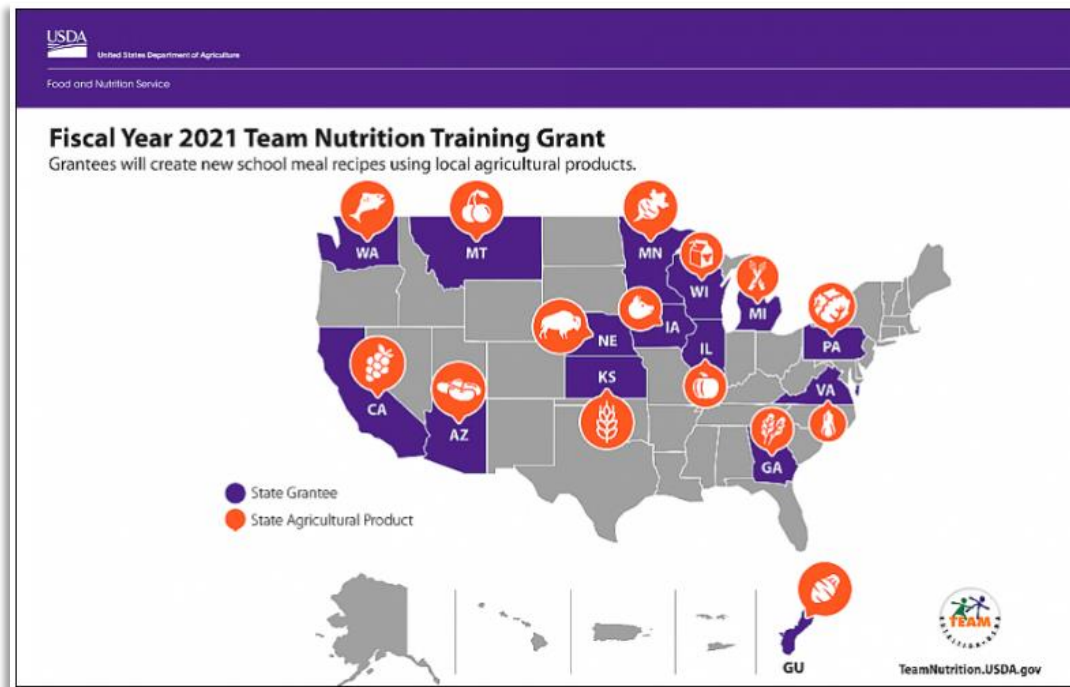 USDA
United States Department of Agriculture
Food and Nutrition Service
Fiscal Year 2021 Team Nutrition Training Grant
Grantees will create new school meal recipes using local agricultural products.
WA
MT
MN
WI
MI
IA
NE
IL
PA
KS
VA
CA
AZ
GA
State Grantee
State Agricultural Product
GU
TEAM
NUTRITION USDA
TeamNutrition.USDA.gov